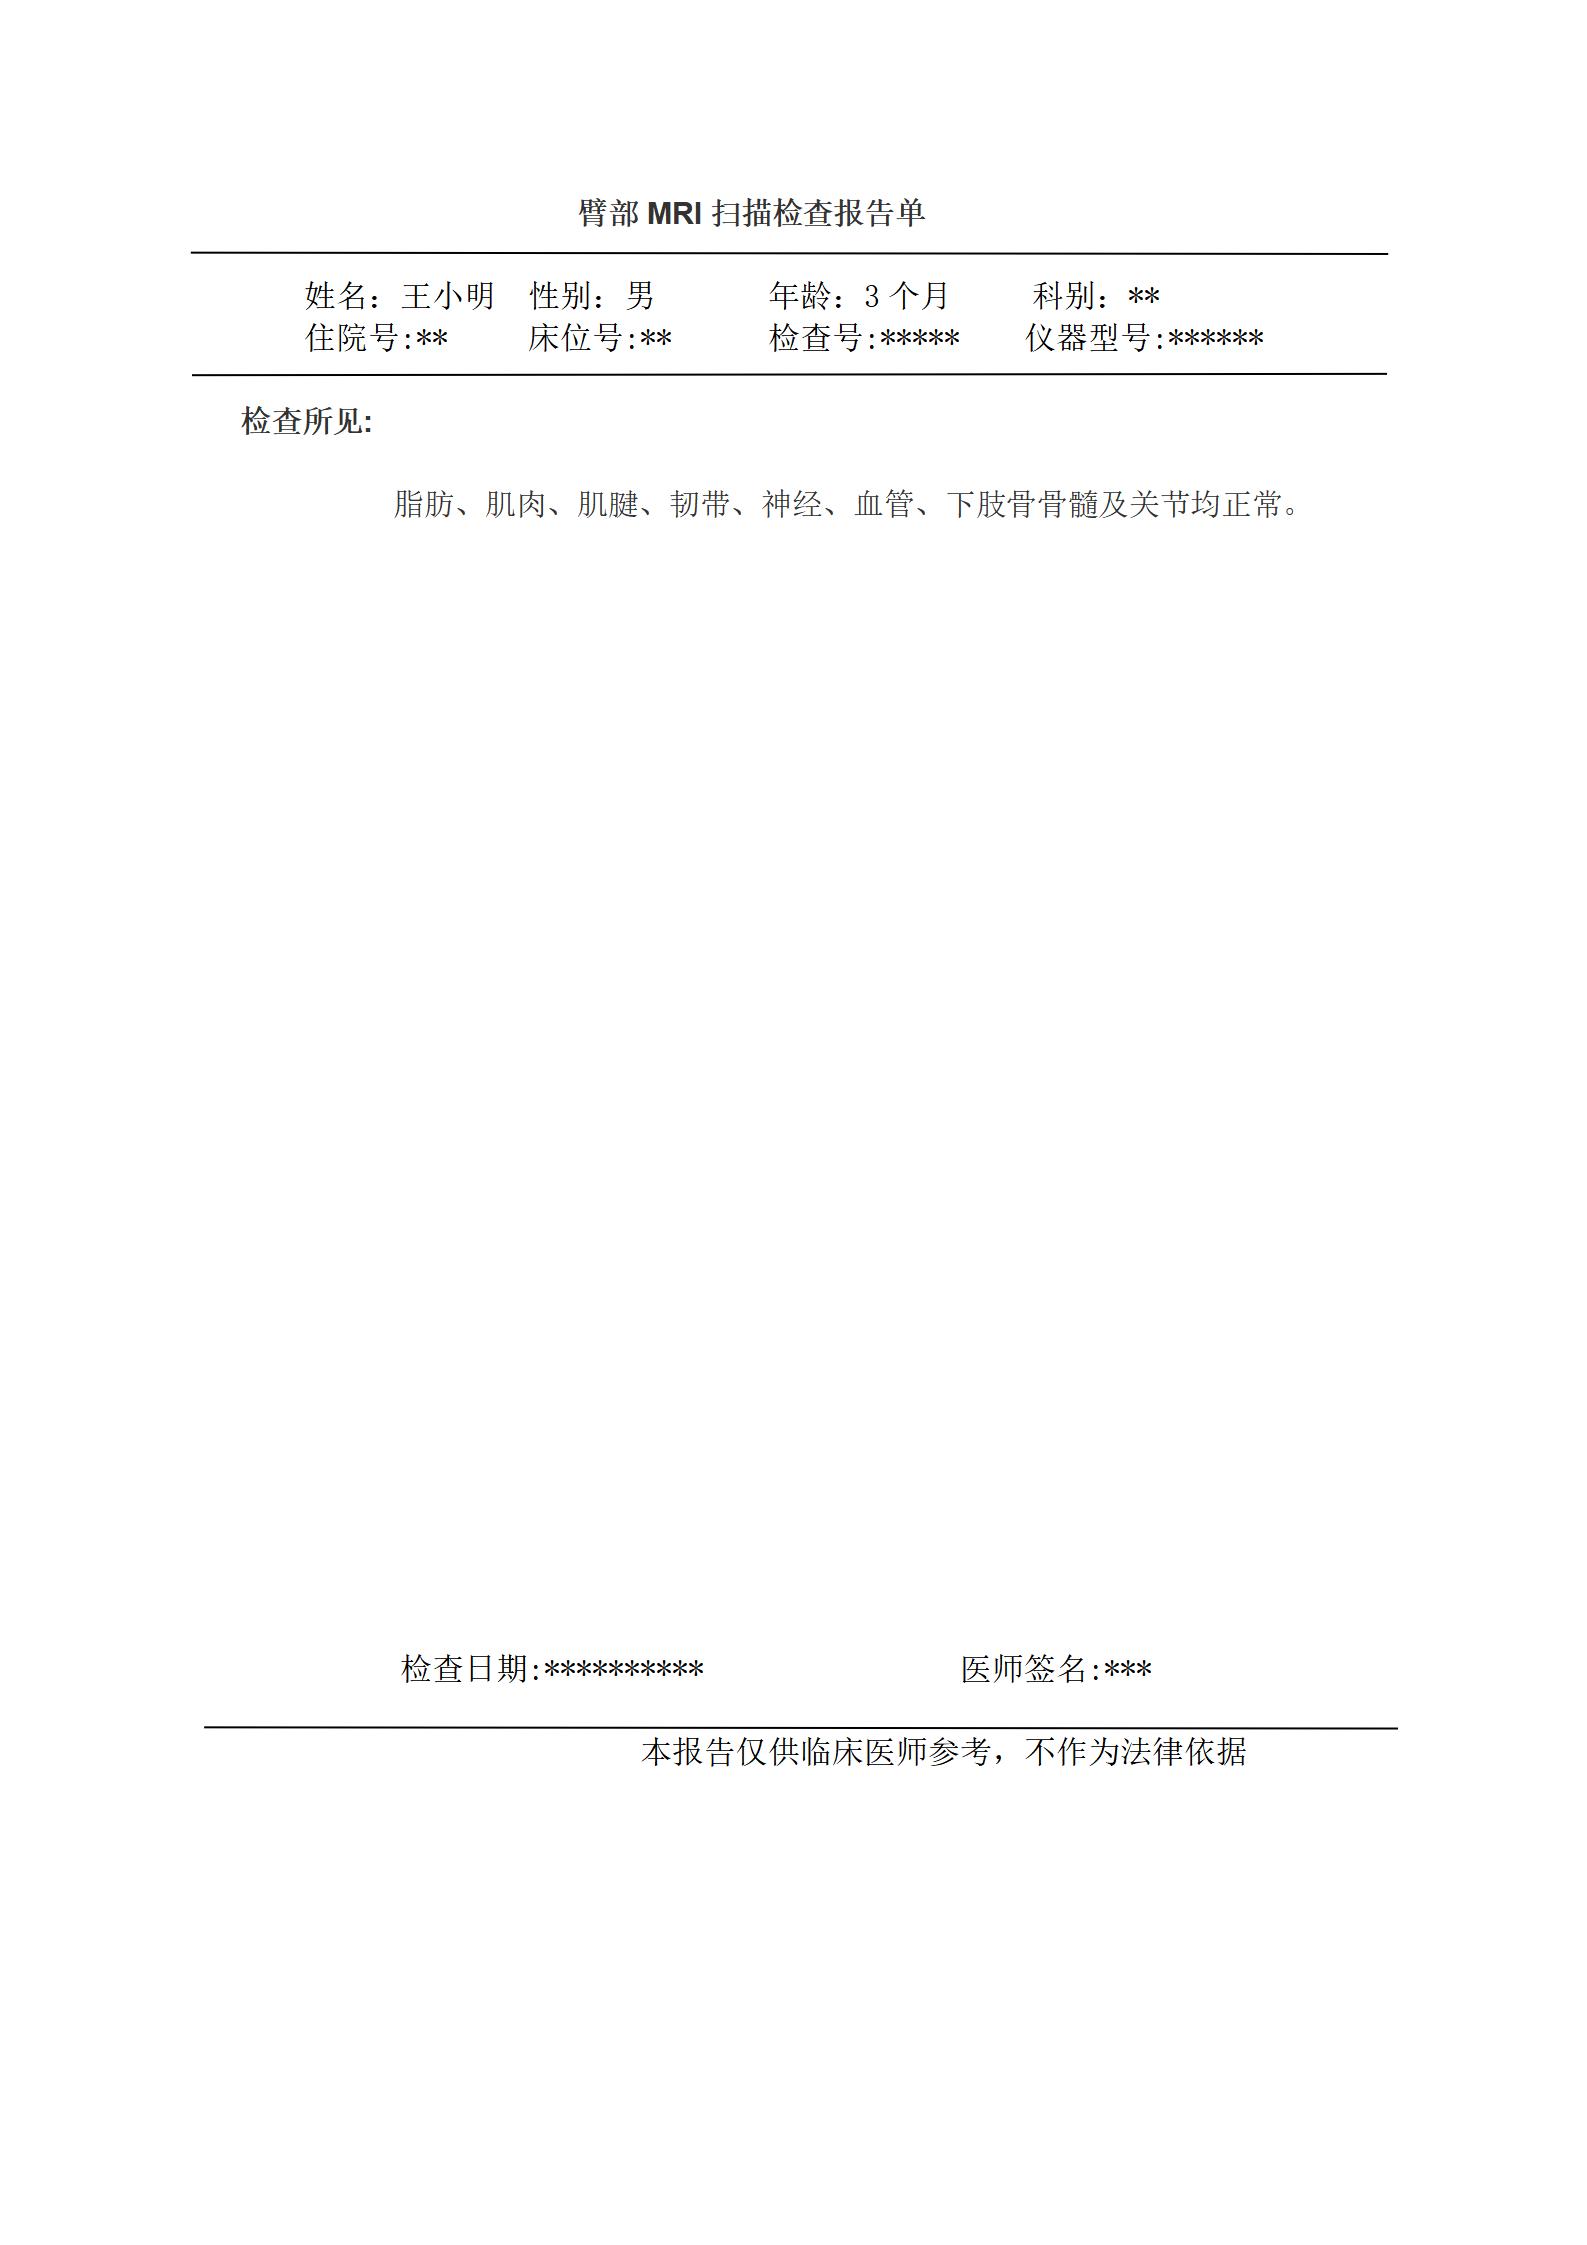 臂部 MRI 扫描检查报告单
姓名：王小明 性别：男 年龄：3 个月 科别：**
住院号:** 床位号:** 检查号:***** 仪器型号:******
检查所见:
脂肪、肌肉、肌腱、韧带、神经、血管、下肢骨骨髓及关节均正常。
检查日期:********** 医师签名:***
本报告仅供临床医师参考，不作为法律依据